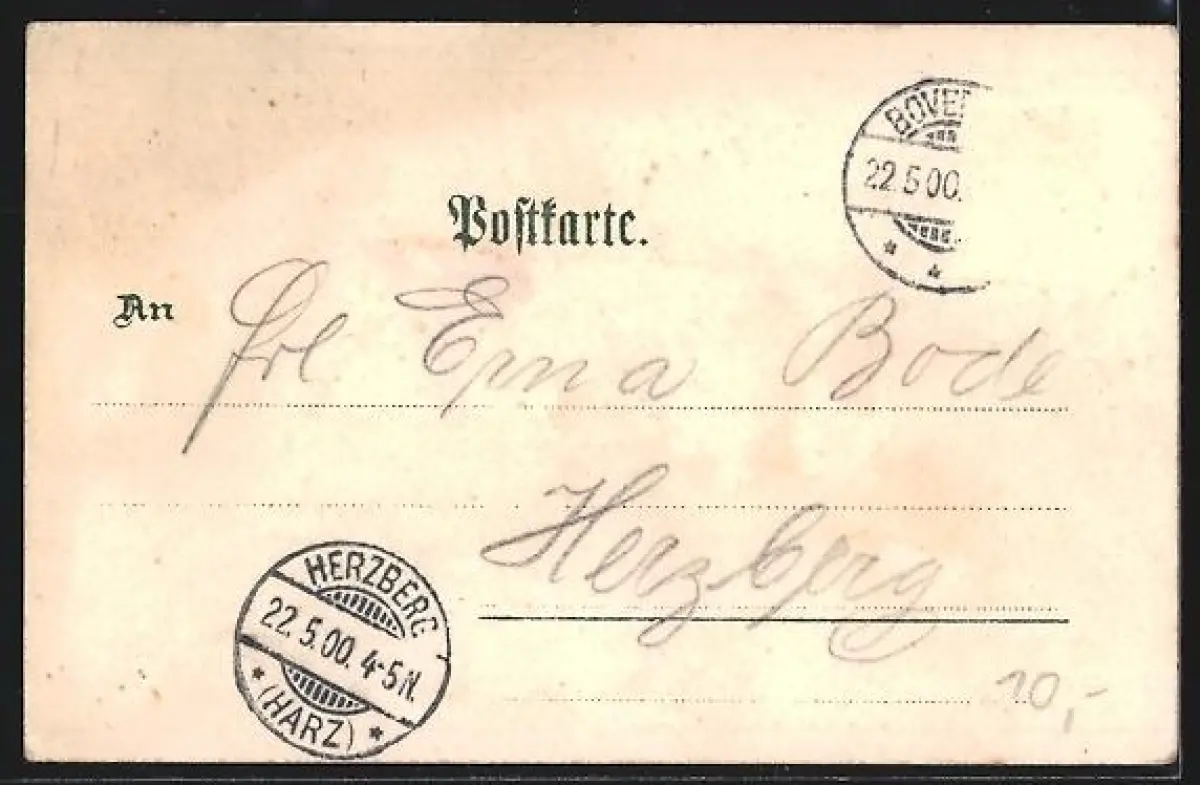 BOVE
22.5.00.
Postkarte.
An Frl Erna Bode
Herzberg
HERZBERG
22.5.00. 4-5N.
(HARZ)
10,-